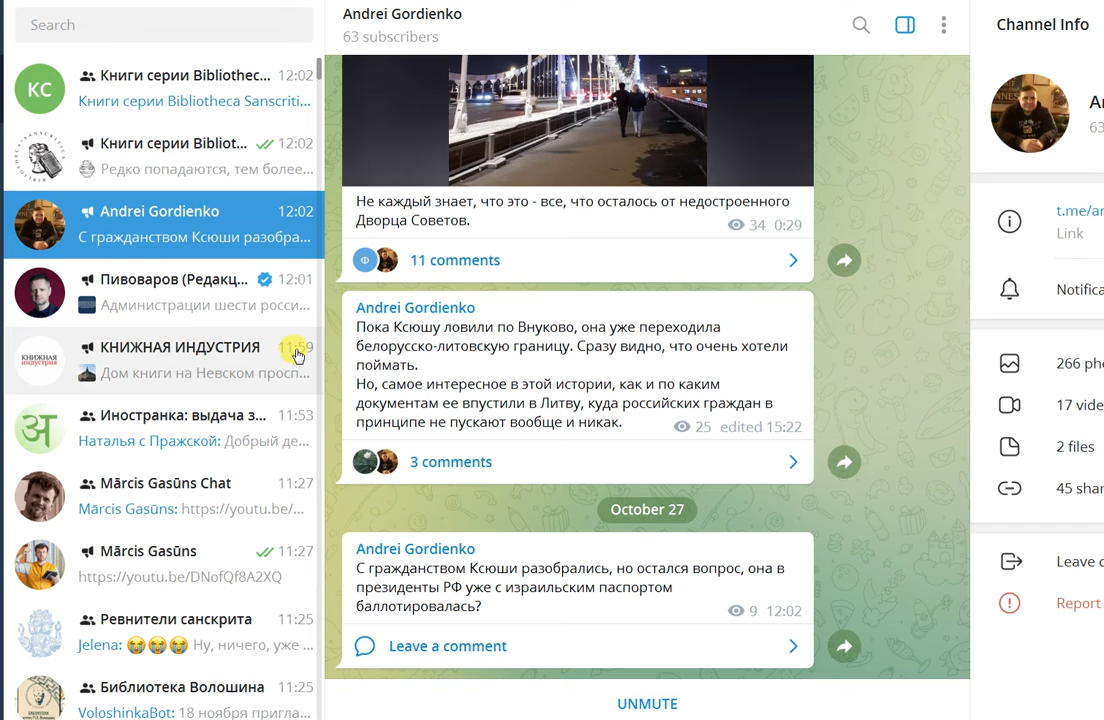 Search
КС
Книги серии Bibliothec... 12:02
Книги серии Bibliotheca Sanscriti...
Книги серии Bibliot... 12:02
Редко попадаются, тем более...
Andrei Gordienko 12:02
С гражданством Ксюши разобра...
Пивоваров (Редакц... 12:01
Администрации шести росси...
КНИЖНАЯ
индустрия
КНИЖНАЯ ИНДУСТРИЯ 11:59
Дом книги на Невском просп...
अ
Иностранка: выдача з... 11:53
Наталья с Пражской: Добрый де...
Mārcis Gasūns Chat 11:27
Mārcis Gasūns: https://youtu.be/...
Mārcis Gasūns 11:27
https://youtu.be/DNofQf8A2XQ
Ревнители санскрита 11:25
Jelena: 😭😭😭 Ну, ничего, уже ...
Библиотека Волошина 11:25
VoloshinkaBot: 18 ноября пригла...
Andrei Gordienko
63 subscribers
Не каждый знает, что это - все, что осталось от недостроенного
Дворца Советов.
34 0:29
Ф
11 comments
Andrei Gordienko
Пока Ксюшу ловили по Внуково, она уже переходила
белорусско-литовскую границу. Сразу видно, что очень хотели
поймать.
Но, самое интересное в этой истории, как и по каким
документам ее впустили в Литву, куда российских граждан в
принципе не пускают вообще и никак.
25 edited 15:22
3 comments
October 27
Andrei Gordienko
С гражданством Ксюши разобрались, но остался вопрос, она в
президенты РФ уже с израильским паспортом
баллотировалась?
9 12:02
Leave a comment
UNMUTE
Channel Info
63
t.me/ar
Link
Notifica
266 pho
17 vide
2 files
45 shar
Leave c
Report